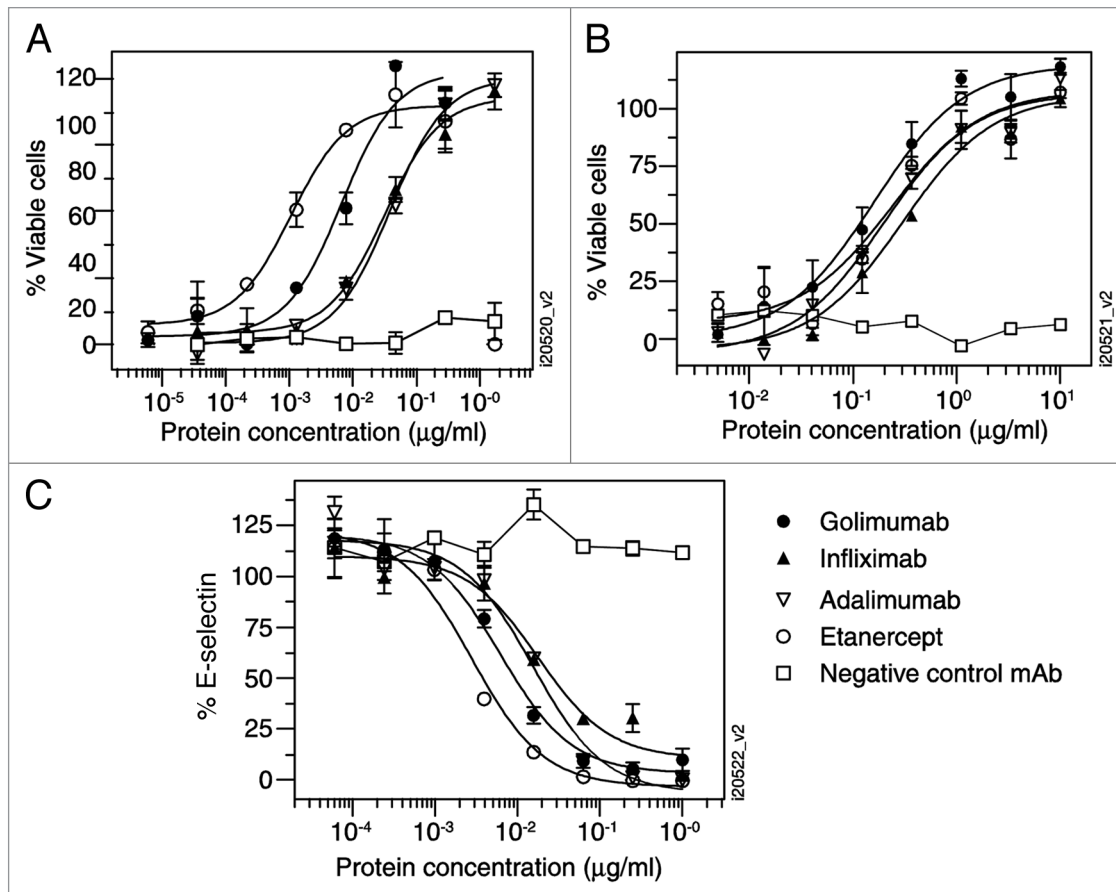 A
120
100
80
60
40
20
0
% Viable cells
10-5
10-4
10-3
10-2
10-1
10-0
Protein concentration (μg/ml)
i20520_v2
B
100
75
50
25
0
% Viable cells
10-2
10-1
100
101
Protein concentration (μg/ml)
i20521_v2
C
125
100
75
50
25
0
% E-selectin
10-4
10-3
10-2
10-1
10-0
Protein concentration (μg/ml)
i20522_v2
Golimumab
Infliximab
Adalimumab
Etanercept
Negative control mAb